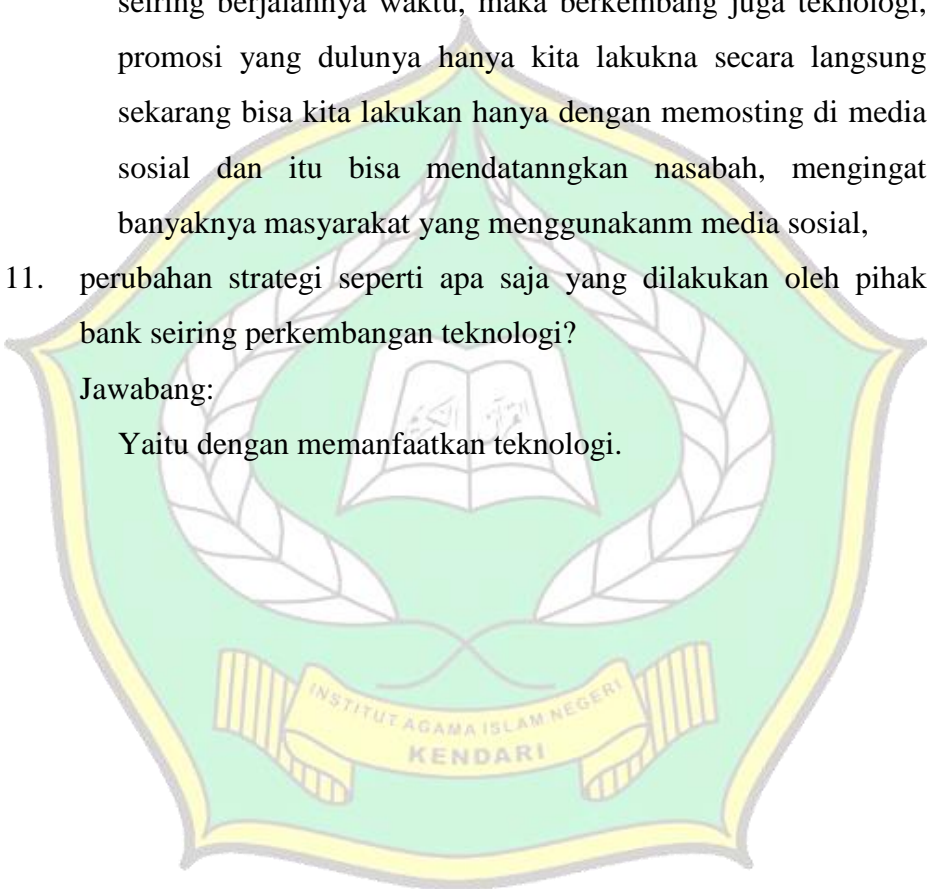 seiring berjalannya waktu, maka berkembang juga teknologi,
promosi yang dulunya hanya kita lakukna secara langsung
sekarang bisa kita lakukan hanya dengan memosting di media
sosial dan itu bisa mendatanngkan nasabah, mengingat
banyaknya masyarakat yang menggunakanm media sosial,
11. perubahan strategi seperti apa saja yang dilakukan oleh pihak
bank seiring perkembangan teknologi?
Jawabang:
Yaitu dengan memanfaatkan teknologi.
القرآن الكريم
INSTITUT AGAMA ISLAM NEGERI
KENDARI